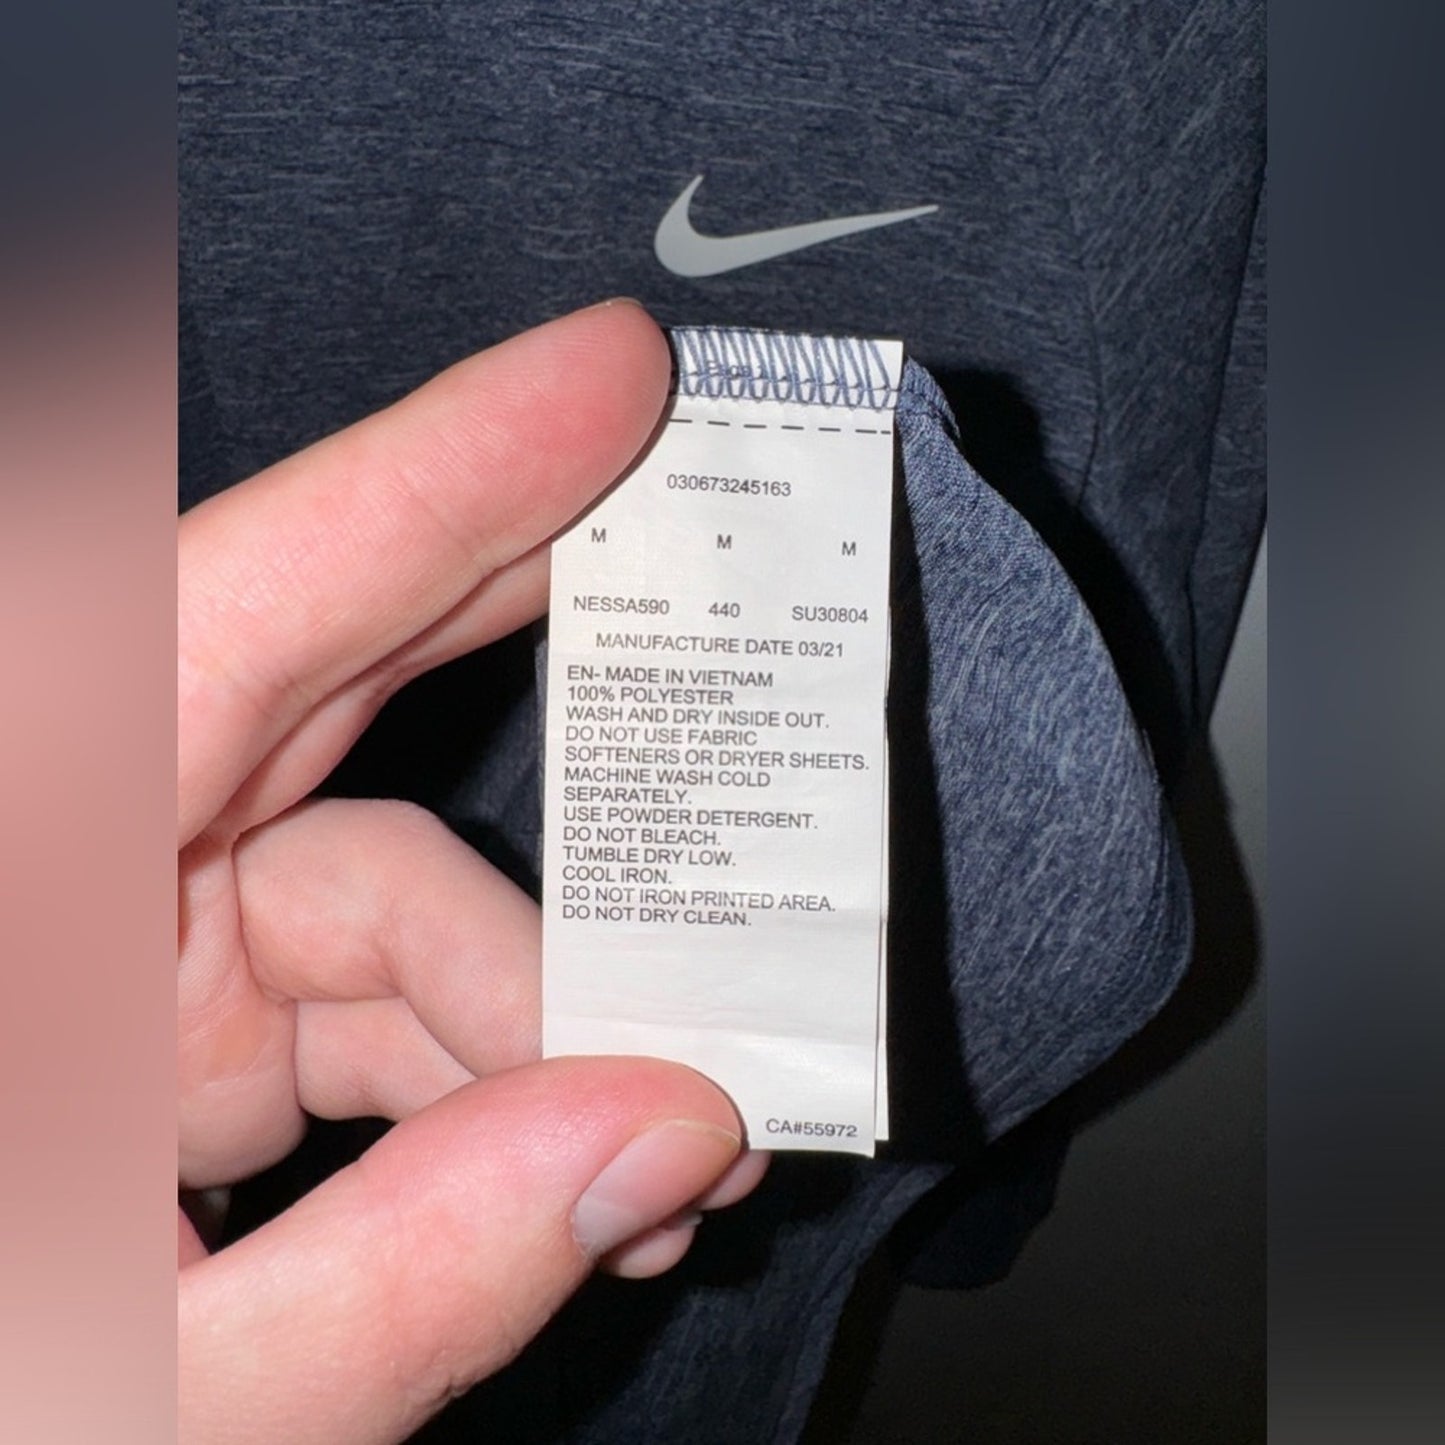 030673245163
M M M
NESSA590 440 SU30804
MANUFACTURE DATE 03/21
EN- MADE IN VIETNAM
100% POLYESTER
WASH AND DRY INSIDE OUT.
DO NOT USE FABRIC
SOFTENERS OR DRYER SHEETS.
MACHINE WASH COLD
SEPARATELY.
USE POWDER DETERGENT.
DO NOT BLEACH.
TUMBLE DRY LOW.
COOL IRON.
DO NOT IRON PRINTED AREA.
DO NOT DRY CLEAN.
CA#55972